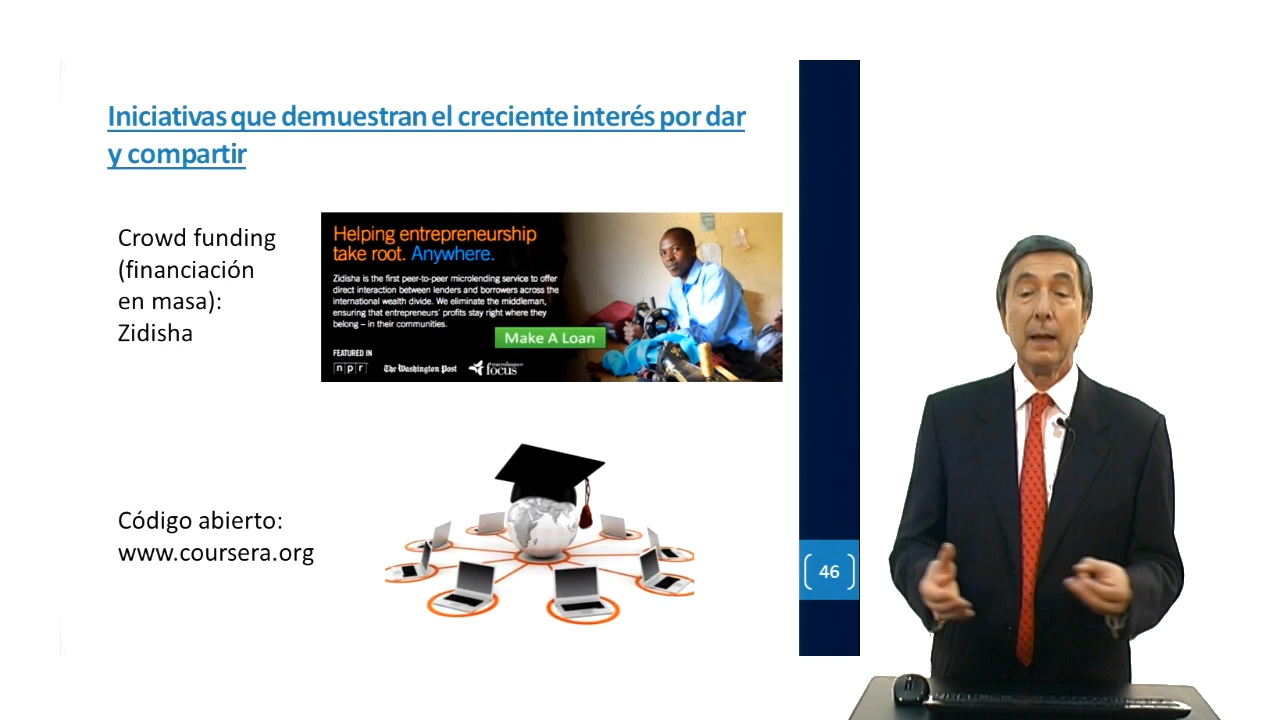 Iniciativas que demuestran el creciente interés por dar
y compartir
Crowd funding
(financiación
en masa):
Zidisha
Helping entrepreneurship
take root. Anywhere.
Zidisha is the first peer-to-peer microlending service to offer
direct interaction between lenders and borrowers across the
international wealth divide. We eliminate the middleman,
ensuring that entrepreneurs' profits stay right where they
belong – in their communities.
Make A Loan
FEATURED IN
npr
The Washington Post
microfinance
focus
Código abierto:
www.coursera.org
46